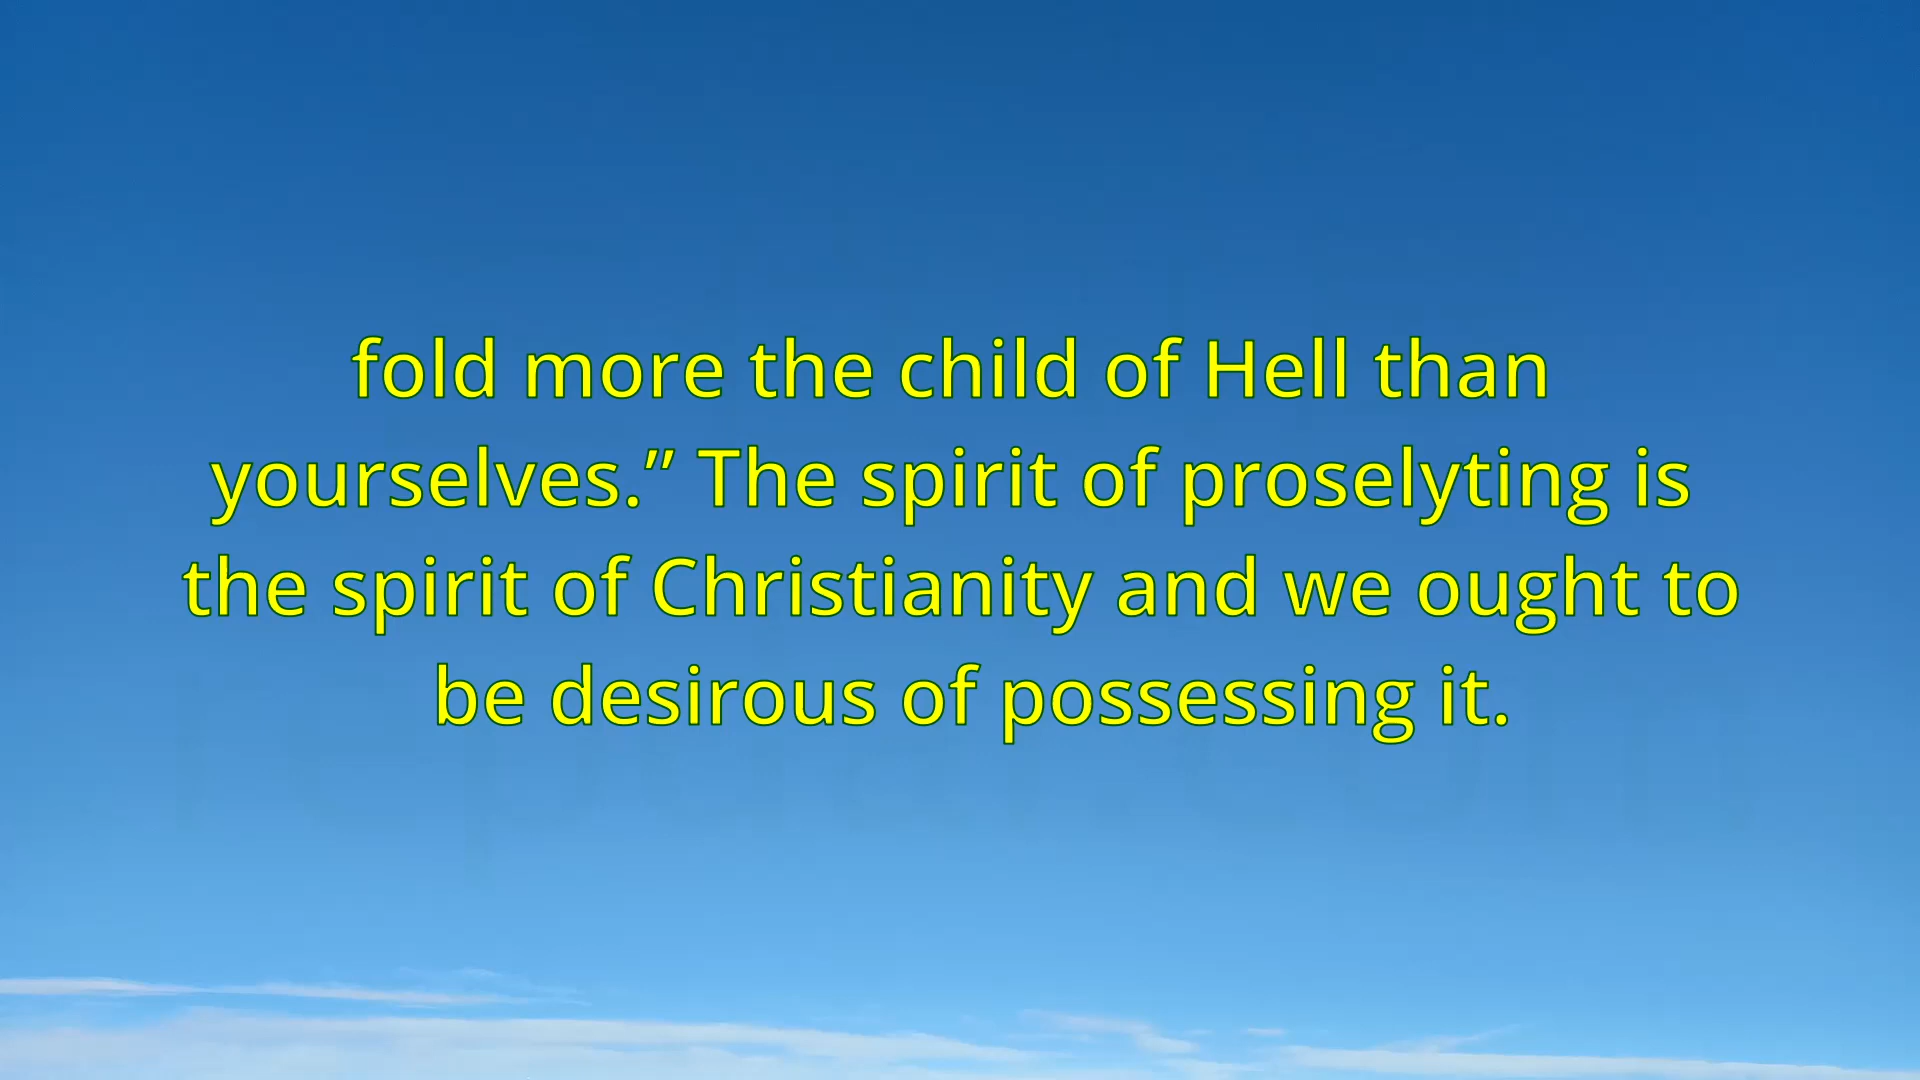 fold more the child of Hell than
yourselves.” The spirit of proselyting is
the spirit of Christianity and we ought to
be desirous of possessing it.